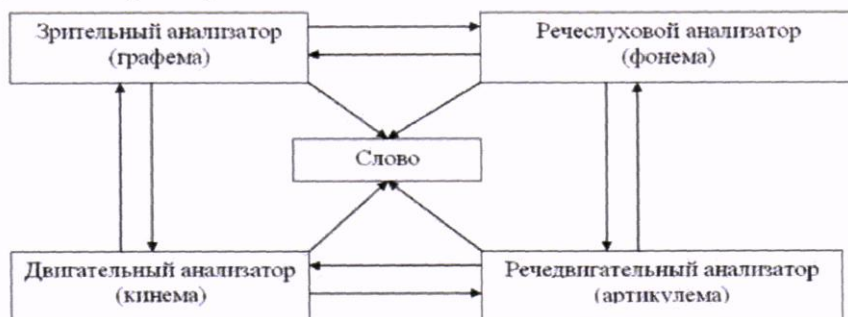 Зрительный анализатор
(графема)
Речеслуховой анализатор
(фонема)
Слово
Двигательный анализатор
(кинема)
Речедвигательный анализатор
(артикулема)